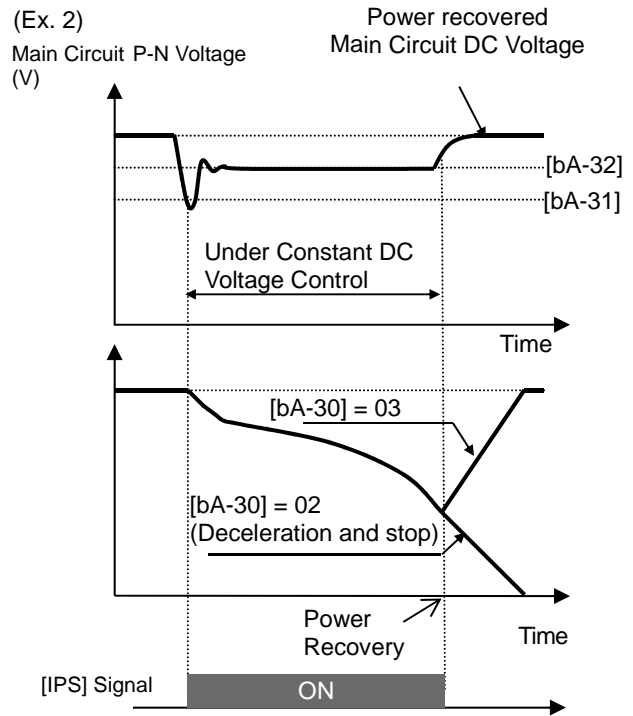 (Ex. 2)
Power recovered
Main Circuit DC Voltage
Main Circuit P-N Voltage
(V)
[bA-32]
[bA-31]
Under Constant DC
Voltage Control
Time
[bA-30] = 03
[bA-30] = 02
(Deceleration and stop)
Power
Recovery
Time
[IPS] Signal
ON